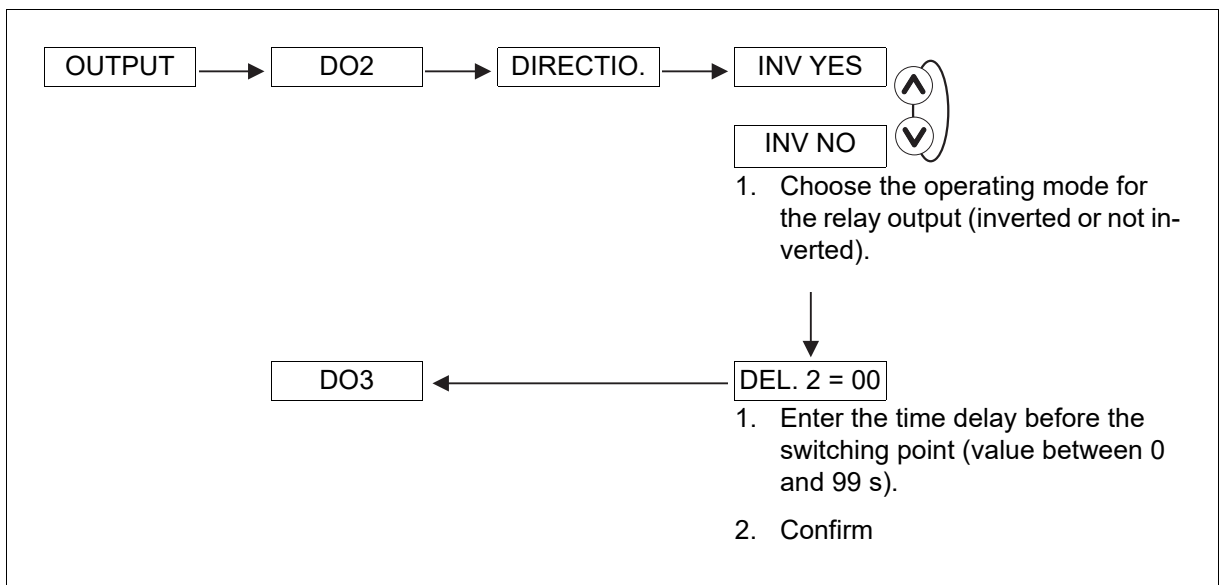 OUTPUT
DO2
DIRECTIO.
INV YES
INV NO
1. Choose the operating mode for
the relay output (inverted or not in-
verted).
DO3
DEL. 2 = 00
1. Enter the time delay before the
switching point (value between 0
and 99 s).
2. Confirm